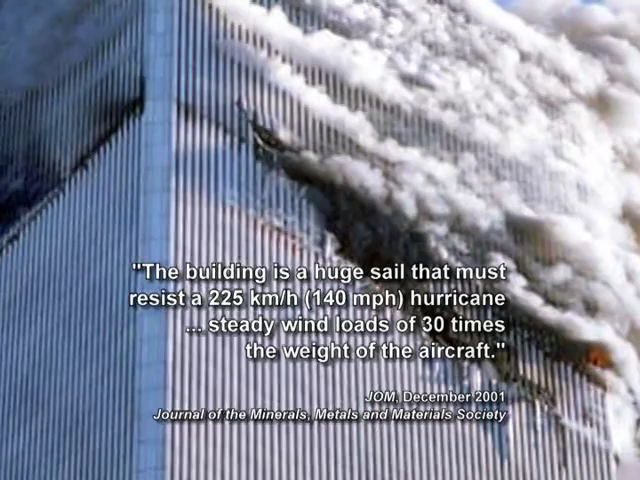 "The building is a huge sail that must
resist a 225 km/h (140 mph) hurricane
... steady wind loads of 30 times
the weight of the aircraft."
JOM, December 2001
Journal of the Minerals, Metals and Materials Society